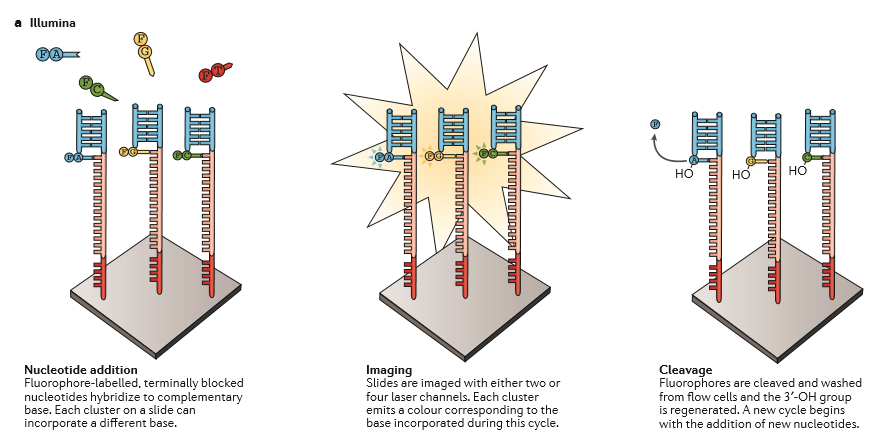 a Illumina
F A
F G
F C
F T
F A
F G
F C
F A
F G
F C
F
A
G
C
HO
HO
HO
Nucleotide addition
Fluorophore-labelled, terminally blocked
nucleotides hybridize to complementary
base. Each cluster on a slide can
incorporate a different base.
Imaging
Slides are imaged with either two or
four laser channels. Each cluster
emits a colour corresponding to the
base incorporated during this cycle.
Cleavage
Fluorophores are cleaved and washed
from flow cells and the 3′-OH group
is regenerated. A new cycle begins
with the addition of new nucleotides.